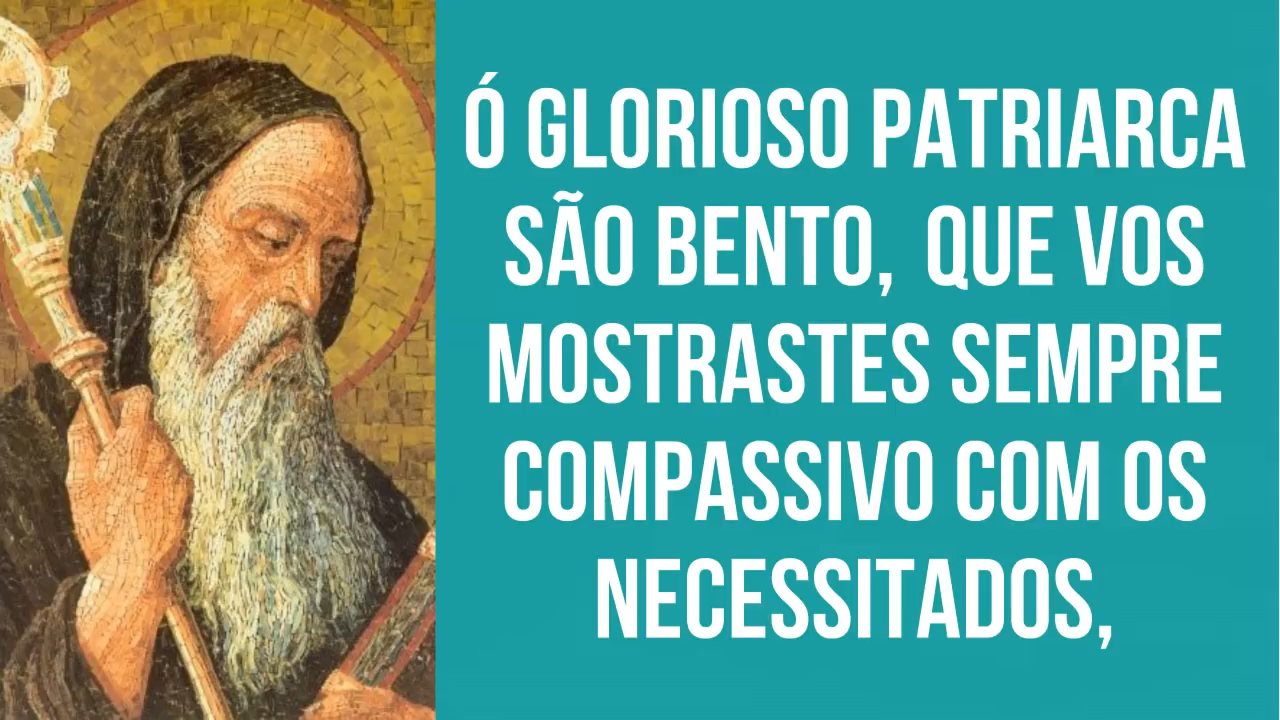 Ó GLORIOSO PATRIARCA
SÃO BENTO, QUE VOS
MOSTRASTES SEMPRE
COMPASSIVO COM OS
NECESSITADOS,